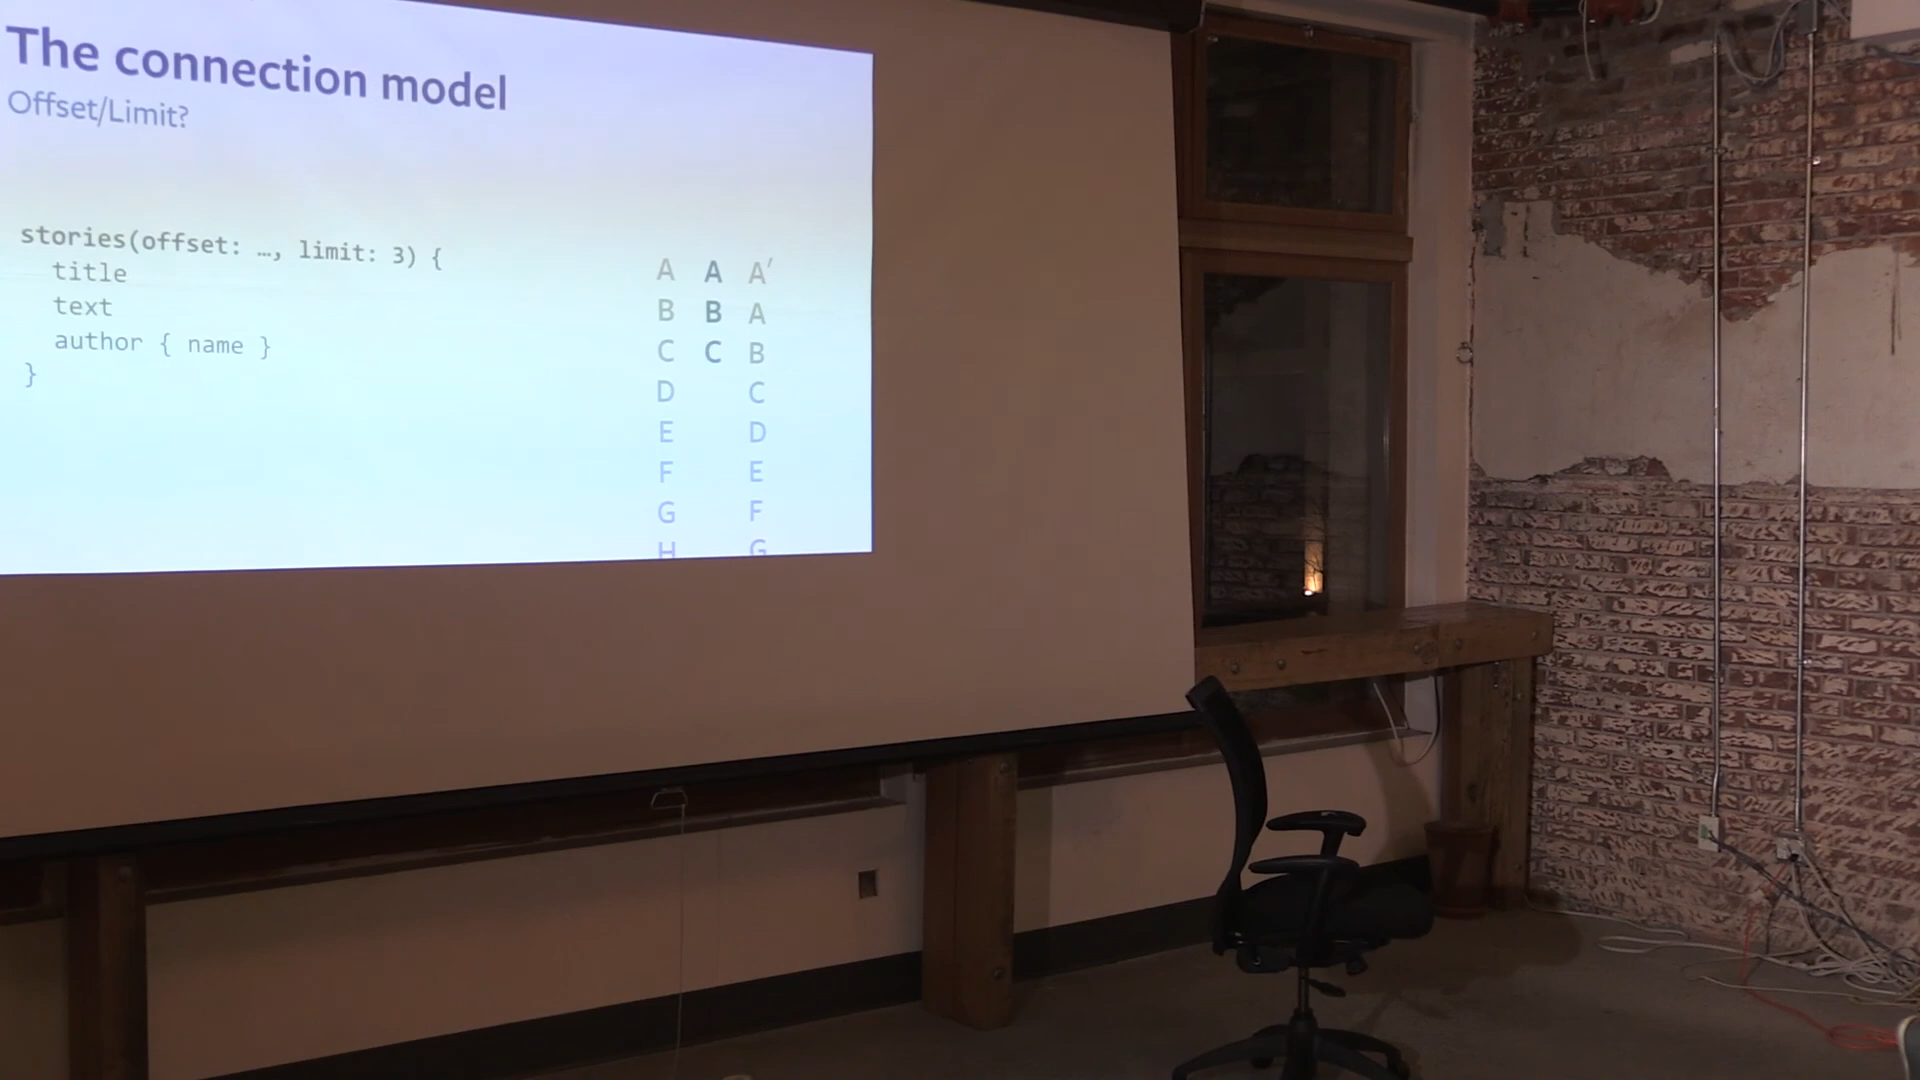 The connection model
Offset/Limit?
stories(offset: …, limit: 3) {
title
text
author { name }
}
A A A′
B B A
C C B
D C
E D
F E
G F
H G